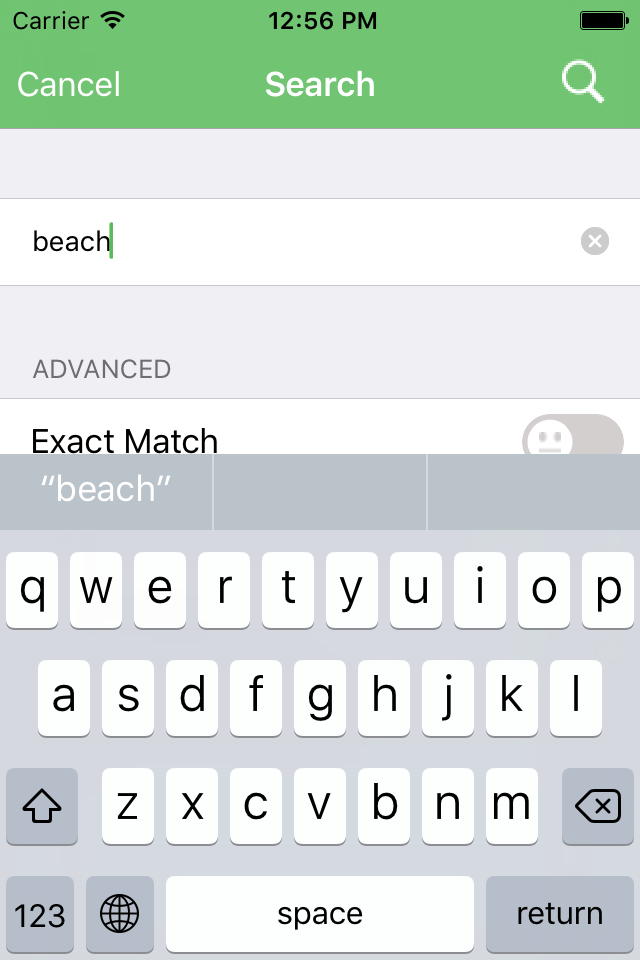 Carrier 12:56 PM
Cancel Search
beach
ADVANCED
Exact Match
“beach”
q w e r t y u i o p
a s d f g h j k l
z x c v b n m
123 space return